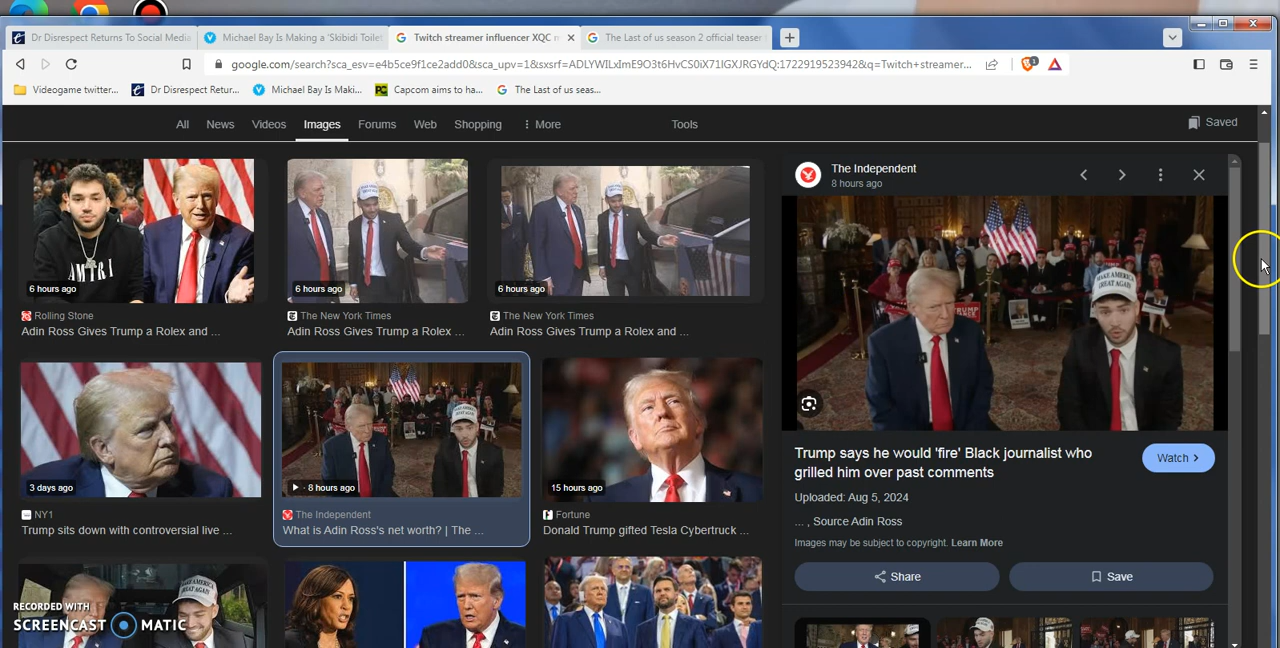 Dr Disrespect Returns To Social Media
Michael Bay Is Making a 'Skibidi Toilet
Twitch streamer influencer XQC
The Last of us season 2 official teaser
google.com/search?sca_esv=e4b5ce9f1ce2add0&sca_upv=1&sxsrf=ADLYWILxImE9O3t6HvCS0iX71IGXJRGYdQ:1722919523942&q=Twitch+streamer...
1
Videogame twitter...
Dr Disrespect Retur...
Michael Bay Is Maki...
Capcom aims to ha...
The Last of us seas...
All
News
Videos
Images
Forums
Web
Shopping
More
Tools
Saved
6 hours ago
Rolling Stone
Adin Ross Gives Trump a Rolex and ...
6 hours ago
The New York Times
Adin Ross Gives Trump a Rolex ...
6 hours ago
The New York Times
Adin Ross Gives Trump a Rolex and ...
3 days ago
NY1
Trump sits down with controversial live ...
8 hours ago
The Independent
What is Adin Ross's net worth? | The ...
15 hours ago
Fortune
Donald Trump gifted Tesla Cybertruck ...
RECORDED WITH
SCREENCAST MATIC
The Independent
8 hours ago
MAKE AMERICA
GREAT AGAIN
Trump says he would 'fire' Black journalist who
grilled him over past comments
Watch
Uploaded: Aug 5, 2024
... , Source Adin Ross
Images may be subject to copyright. Learn More
Share
Save